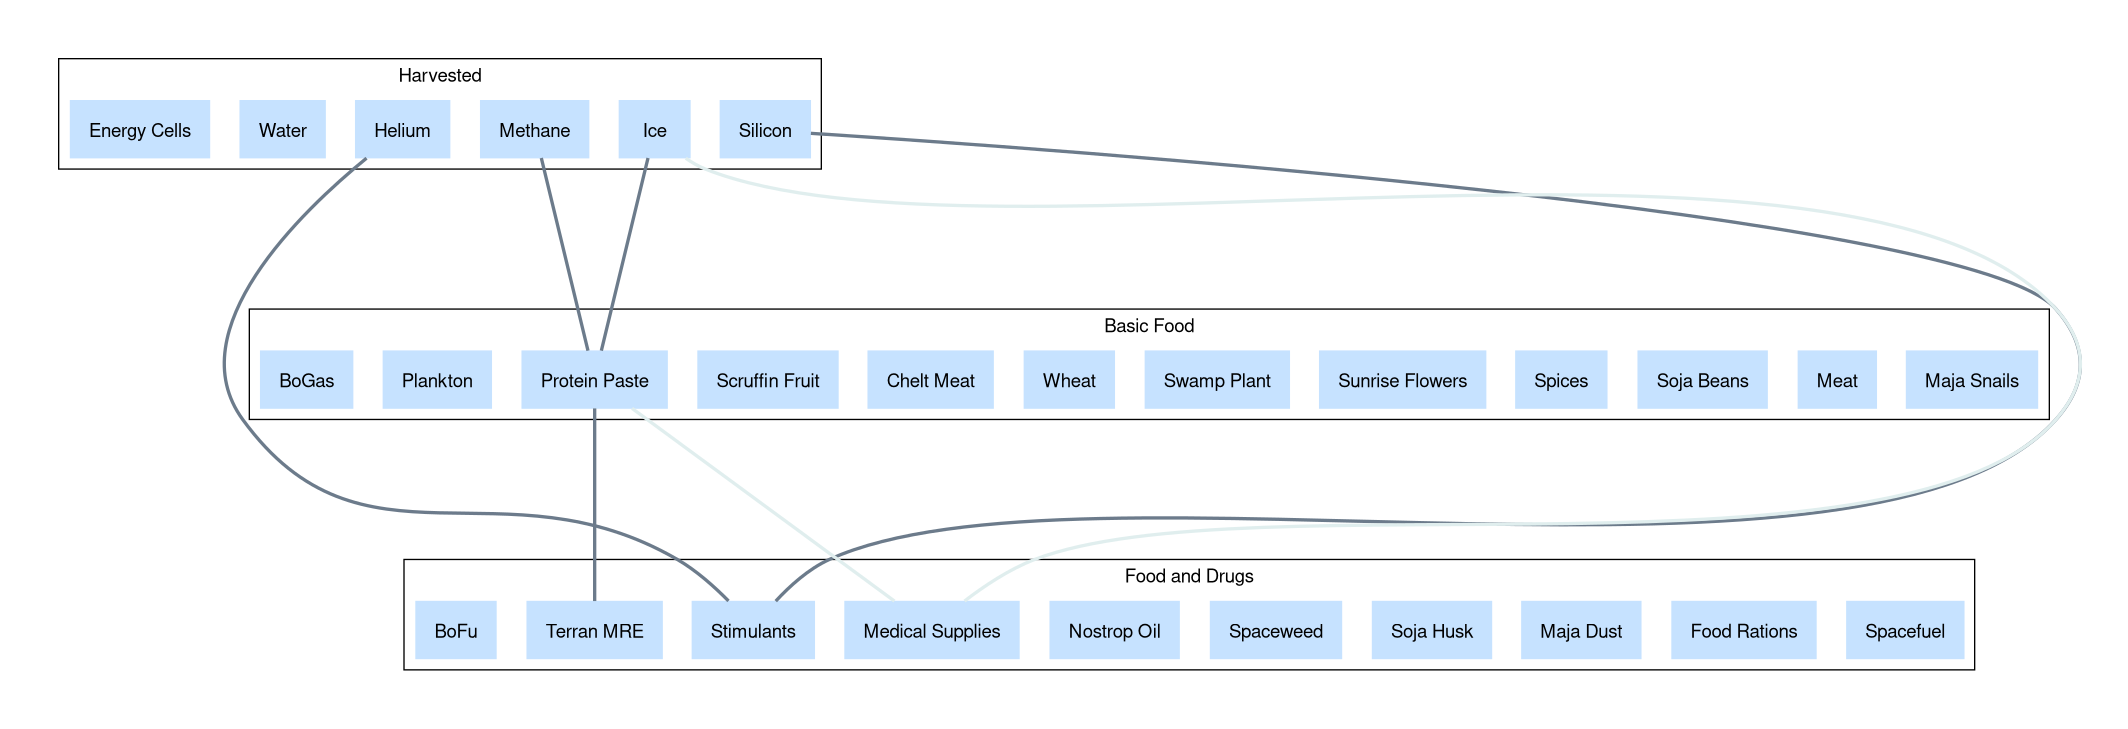 Harvested
Energy Cells
Water
Helium
Methane
Ice
Silicon
Basic Food
BoGas
Plankton
Protein Paste
Scruffin Fruit
Chelt Meat
Wheat
Swamp Plant
Sunrise Flowers
Spices
Soja Beans
Meat
Maja Snails
Food and Drugs
BoFu
Terran MRE
Stimulants
Medical Supplies
Nostrop Oil
Spaceweed
Soja Husk
Maja Dust
Food Rations
Spacefuel